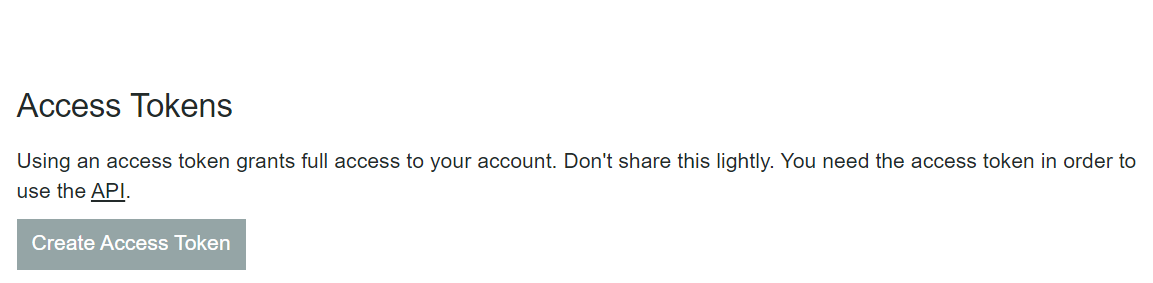 Access Tokens
Using an access token grants full access to your account. Don't share this lightly. You need the access token in order to
use the API.
Create Access Token